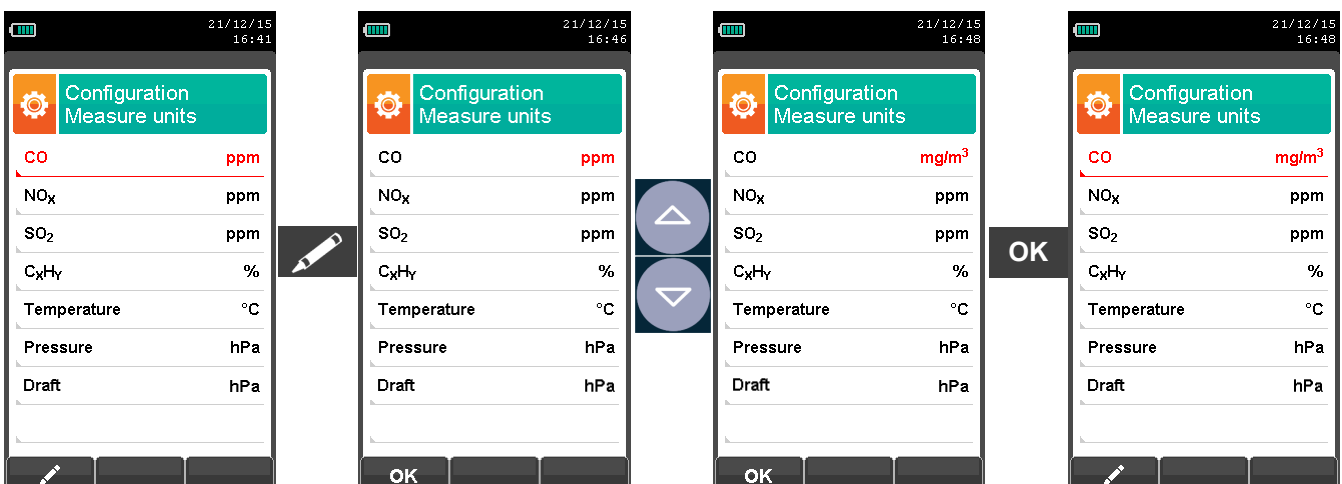 21/12/15
16:41
Configuration
Measure units
CO ppm
NOX ppm
SO2 ppm
CXHY %
Temperature °C
Pressure hPa
Draft hPa
21/12/15
16:46
Configuration
Measure units
CO ppm
NOX ppm
SO2 ppm
CXHY %
Temperature °C
Pressure hPa
Draft hPa
OK
21/12/15
16:48
Configuration
Measure units
CO mg/m³
NOX ppm
SO2 ppm
CXHY %
Temperature °C
Pressure hPa
Draft hPa
OK
OK
21/12/15
16:48
Configuration
Measure units
CO mg/m³
NOX ppm
SO2 ppm
CXHY %
Temperature °C
Pressure hPa
Draft hPa